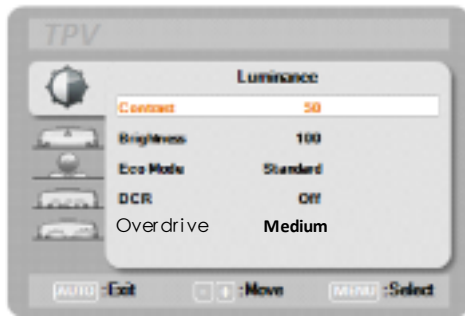 TPV
Luminance
Contrast 50
Brightness 100
Eco Mode Standard
DCR Off
Overdrive Medium
AUTO :Exit - + :Move MENU :Select